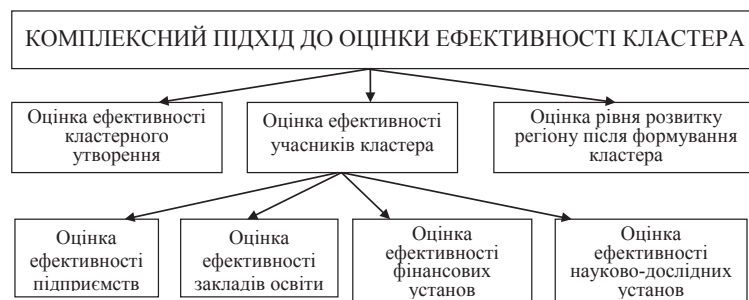 КОМПЛЕКСНИЙ ПІДХІД ДО ОЦІНКИ ЕФЕКТИВНОСТІ КЛАСТЕРА
Оцінка ефективності
кластерного
утворення
Оцінка ефективності
учасників кластера
Оцінка рівня розвитку
регіону після формування
кластера
Оцінка
ефективності
підприємств
Оцінка
ефективності
закладів освіти
Оцінка
ефективності
фінансових
установ
Оцінка
ефективності
науково-дослідних
установ